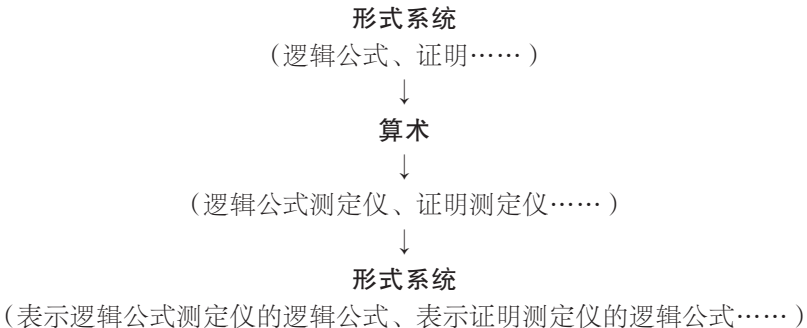 形式系统
（逻辑公式、证明……）
↓
算术
↓
（逻辑公式测定仪、证明测定仪……）
↓
形式系统
（表示逻辑公式测定仪的逻辑公式、表示证明测定仪的逻辑公式……）